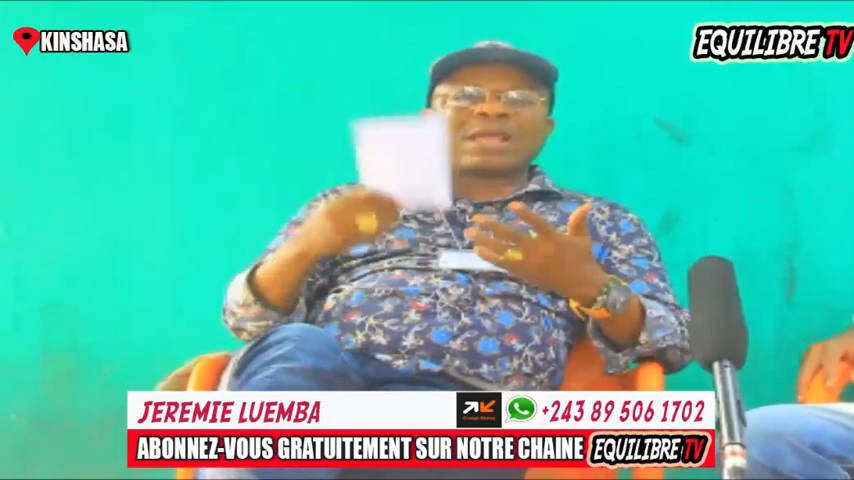 KINSHASA
EQUILIBRE TV
JEREMIE LUEMBA
+243 89 506 1702
ABONNEZ-VOUS GRATUITEMENT SUR NOTRE CHAINE
EQUILIBRE TV